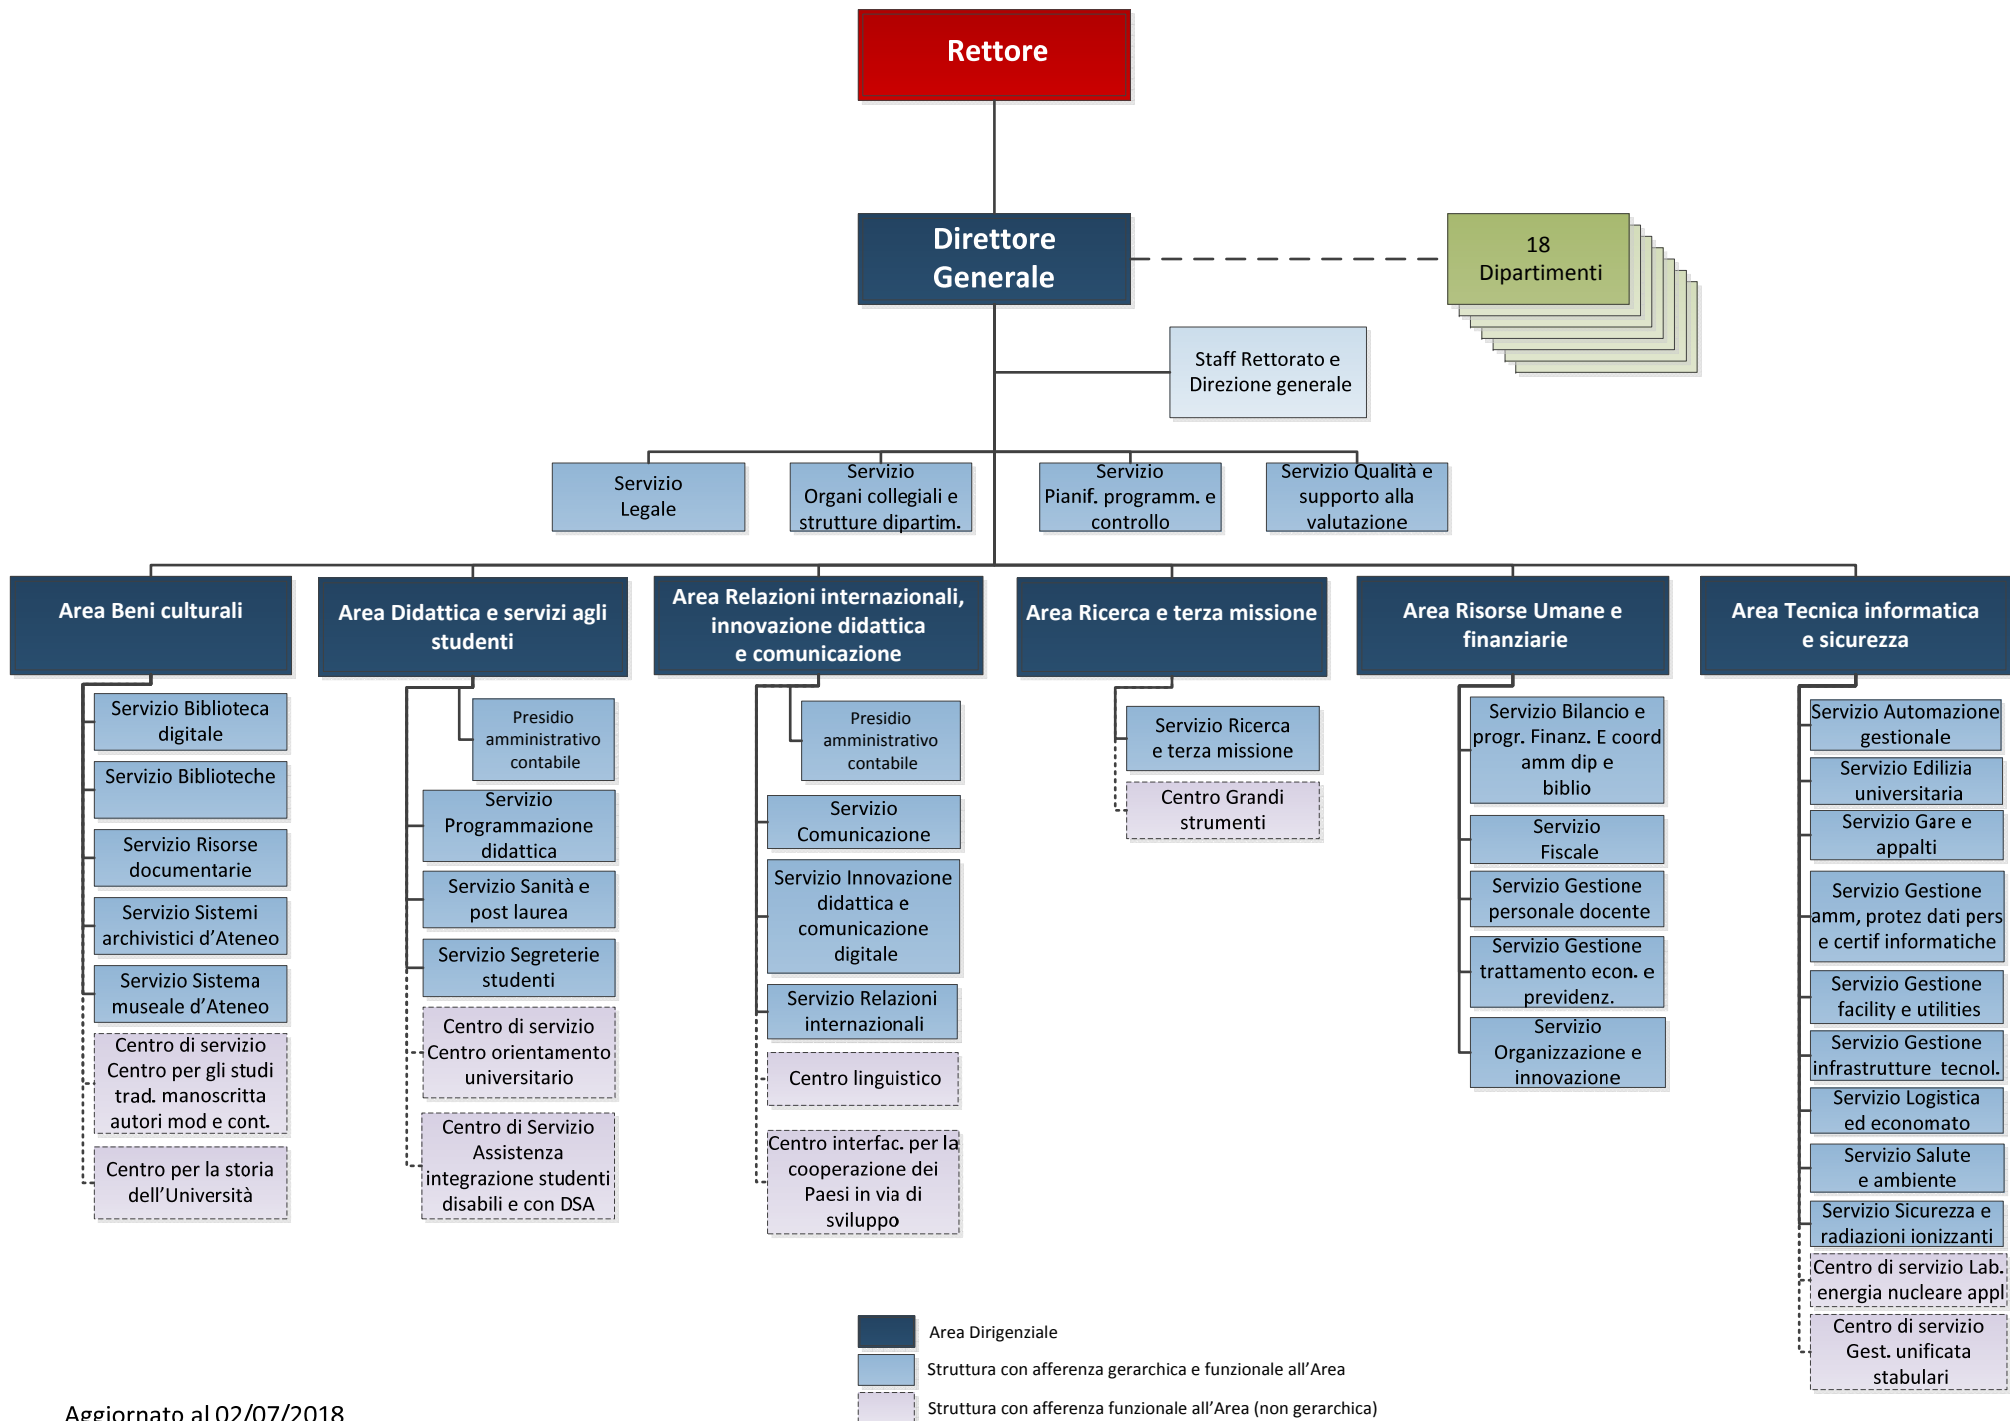 Rettore
Direttore
Generale
18
Dipartimenti
Staff Rettorato e
Direzione generale
Servizio
Legale
Servizio
Organi collegiali e
strutture dipartim.
Servizio
Pianif. programm. e
controllo
Servizio Qualità e
supporto alla
valutazione
Area Beni culturali
Area Didattica e servizi agli
studenti
Area Relazioni internazionali,
innovazione didattica
e comunicazione
Area Ricerca e terza missione
Area Risorse Umane e
finanziarie
Area Tecnica informatica
e sicurezza
Servizio Biblioteca
digitale
Servizio Biblioteche
Servizio Risorse
documentarie
Servizio Sistemi
archivistici d’Ateneo
Servizio Sistema
museale d’Ateneo
Centro di servizio
Centro per gli studi
trad. manoscritta
autori mod e cont.
Centro per la storia
dell’Università
Presidio
amministrativo
contabile
Servizio
Programmazione
didattica
Servizio Sanità e
post laurea
Servizio Segreterie
studenti
Centro di servizio
Centro orientamento
universitario
Centro di Servizio
Assistenza
integrazione studenti
disabili e con DSA
Presidio
amministrativo
contabile
Servizio
Comunicazione
Servizio Innovazione
didattica e
comunicazione
digitale
Servizio Relazioni
internazionali
Centro linguistico
Centro interfac. per la
cooperazione dei
Paesi in via di
sviluppo
Servizio Ricerca
e terza missione
Centro Grandi
strumenti
Servizio Bilancio e
progr. Finanz. E coord
amm dip e
biblio
Servizio
Fiscale
Servizio Gestione
personale docente
Servizio Gestione
trattamento econ. e
previdenz.
Servizio
Organizzazione e
innovazione
Servizio Automazione
gestionale
Servizio Edilizia
universitaria
Servizio Gare e
appalti
Servizio Gestione
amm, protez dati pers
e certif informatiche
Servizio Gestione
facility e utilities
Servizio Gestione
infrastrutture tecnol.
Servizio Logistica
ed economato
Servizio Salute
e ambiente
Servizio Sicurezza e
radiazioni ionizzanti
Centro di servizio Lab.
energia nucleare appl
Centro di servizio
Gest. unificata
stabulari
Area Dirigenziale
Struttura con afferenza gerarchica e funzionale all’Area
Struttura con afferenza funzionale all’Area (non gerarchica)
Aggiornato al 02/07/2018